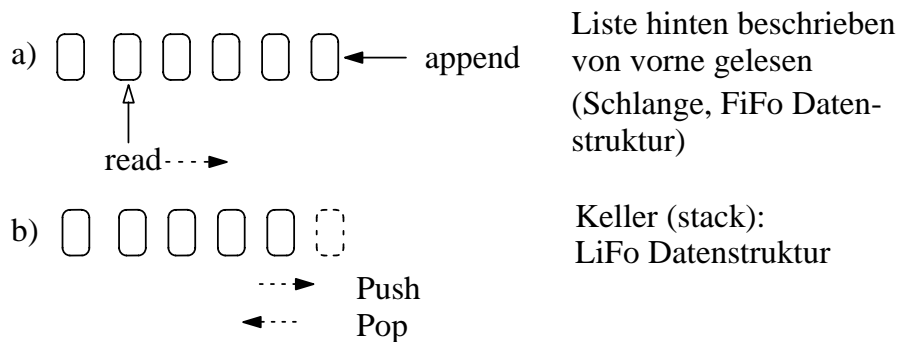 a)
append
Liste hinten beschrieben
von vorne gelesen
(Schlange, FiFo Daten-
struktur)
read
b)
Keller (stack):
LiFo Datenstruktur
Push
Pop